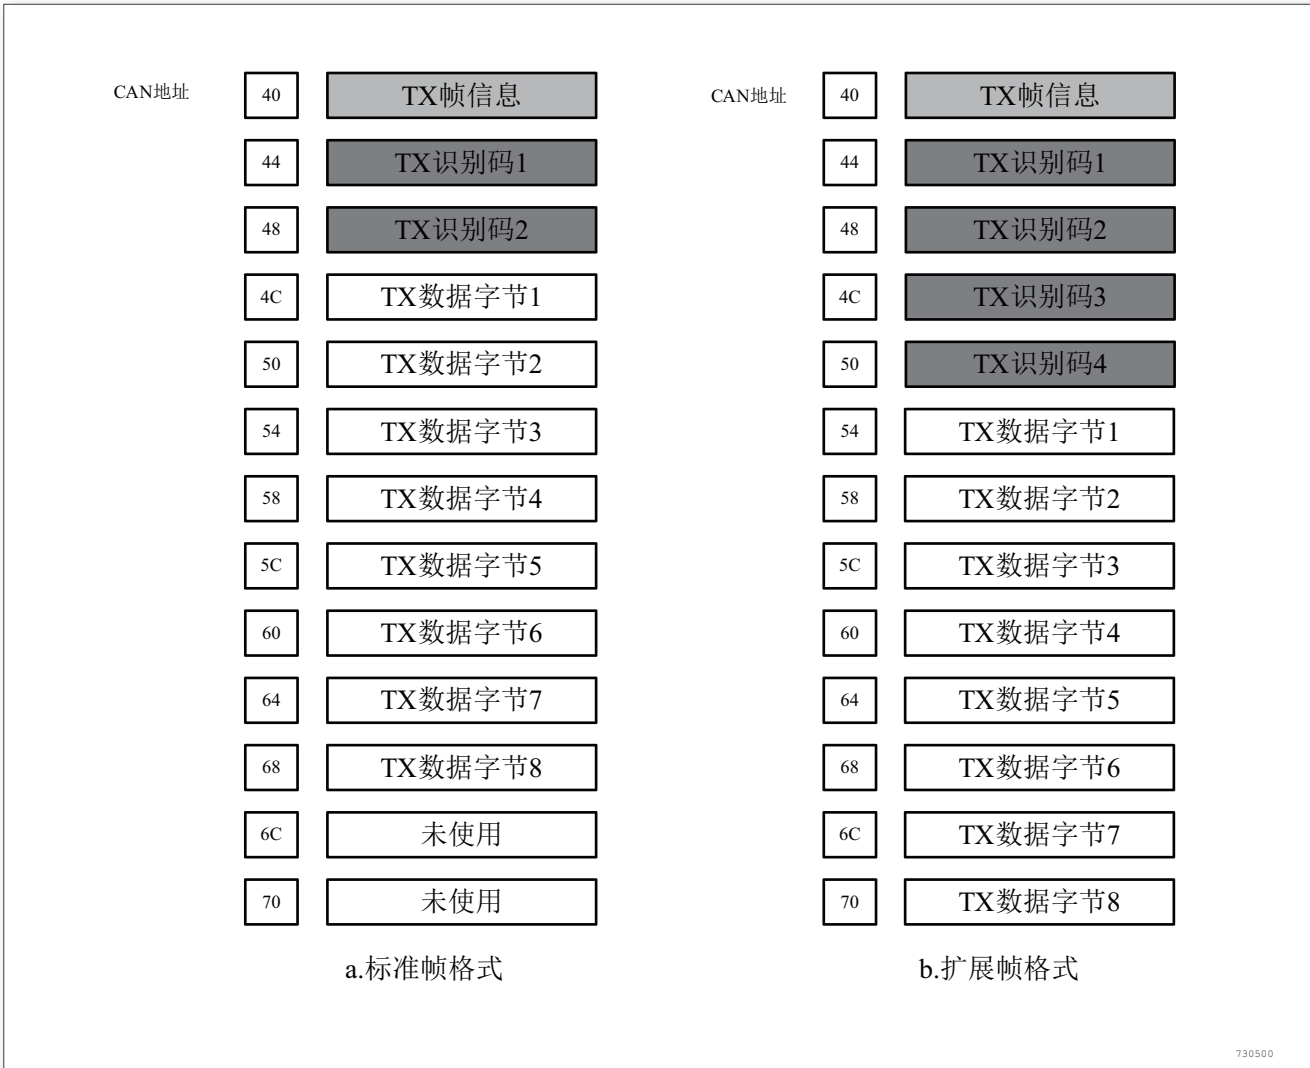 CAN地址 40 TX帧信息 CAN地址 40 TX帧信息
44 TX识别码1 44 TX识别码1
48 TX识别码2 48 TX识别码2
4C TX数据字节1 4C TX识别码3
50 TX数据字节2 50 TX识别码4
54 TX数据字节3 54 TX数据字节1
58 TX数据字节4 58 TX数据字节2
5C TX数据字节5 5C TX数据字节3
60 TX数据字节6 60 TX数据字节4
64 TX数据字节7 64 TX数据字节5
68 TX数据字节8 68 TX数据字节6
6C 未使用 6C TX数据字节7
70 未使用 70 TX数据字节8
a.标准帧格式 b.扩展帧格式
730500